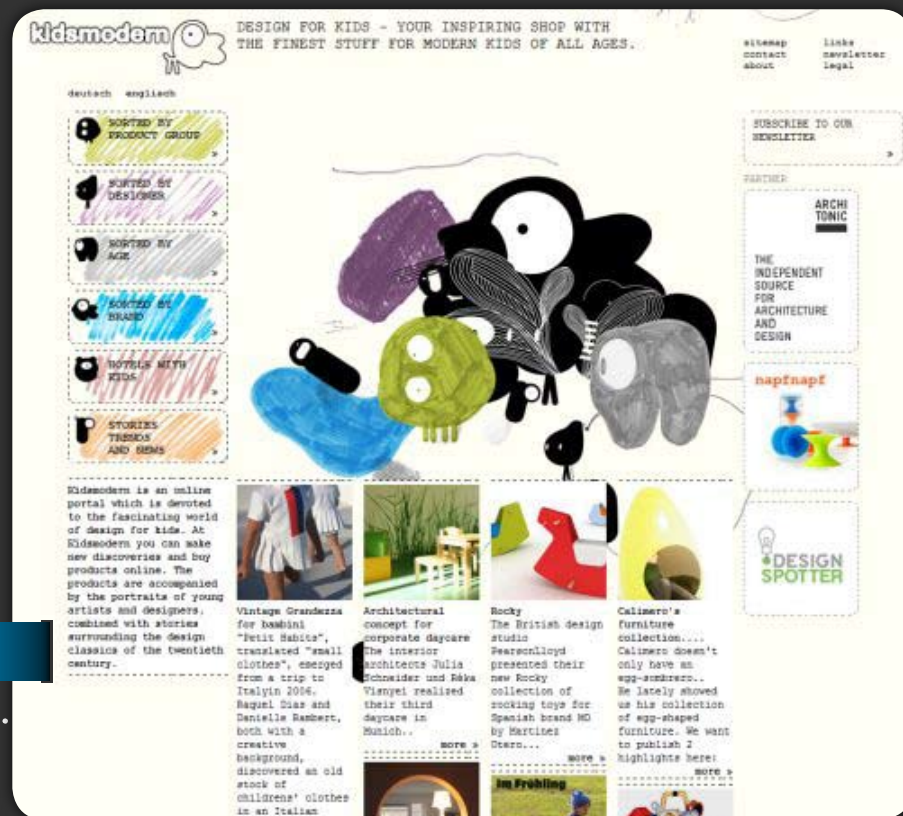 kidsmodern
DESIGN FOR KIDS - YOUR INSPIRING SHOP WITH
THE FINEST STUFF FOR MODERN KIDS OF ALL AGES.
sitemap
contact
about
links
newsletter
legal
deutsch englisch
SORTED BY
PRODUCT GROUP
»
SORTED BY
DESIGNER
»
SORTED BY
AGE
»
SORTED BY
BRAND
»
HOTELS WITH
KIDS
»
STORIES
TRENDS
AND NEWS
»
Kidsmodern is an online
portal which is devoted
to the fascinating world
of design for kids. At
Kidsmodern you can make
new discoveries and buy
products online. The
products are accompanied
by the portraits of young
artists and designers,
combined with stories
surrounding the design
classics of the twentieth
century.
Vintage Grandezza
for bambini
"Petit Habits",
translated "small
clothes", emerged
from a trip to
Italyin 2006.
Raquel Dias and
Danielle Rambert,
both with a
creative
background,
discovered an old
stock of
childrens' clothes
in an Italian
Architectural
concept for
corporate daycare
The interior
architects Julia
Schneider und Réka
Visnyei realized
their third
daycare in
Munich..
more »
Rocky
The British design
studio
PearsonLloyd
presented their
new Rocky
collection of
rocking toys for
Spanish brand MO
by Martinez
Otero...
more »
Im Frühling
Calimero's
furniture
collection....
Calimero doesn't
only have an
egg-sombrero..
He lately showed
us his collection
of egg-shaped
furniture. We want
to publish 2
highlights here:
more »
SUBSCRIBE TO OUR
NEWSLETTER
»
PARTNER
ARCHI
TONIC
THE
INDEPENDENT
SOURCE
FOR
ARCHITECTURE
AND
DESIGN
napfnapf
DESIGN
SPOTTER